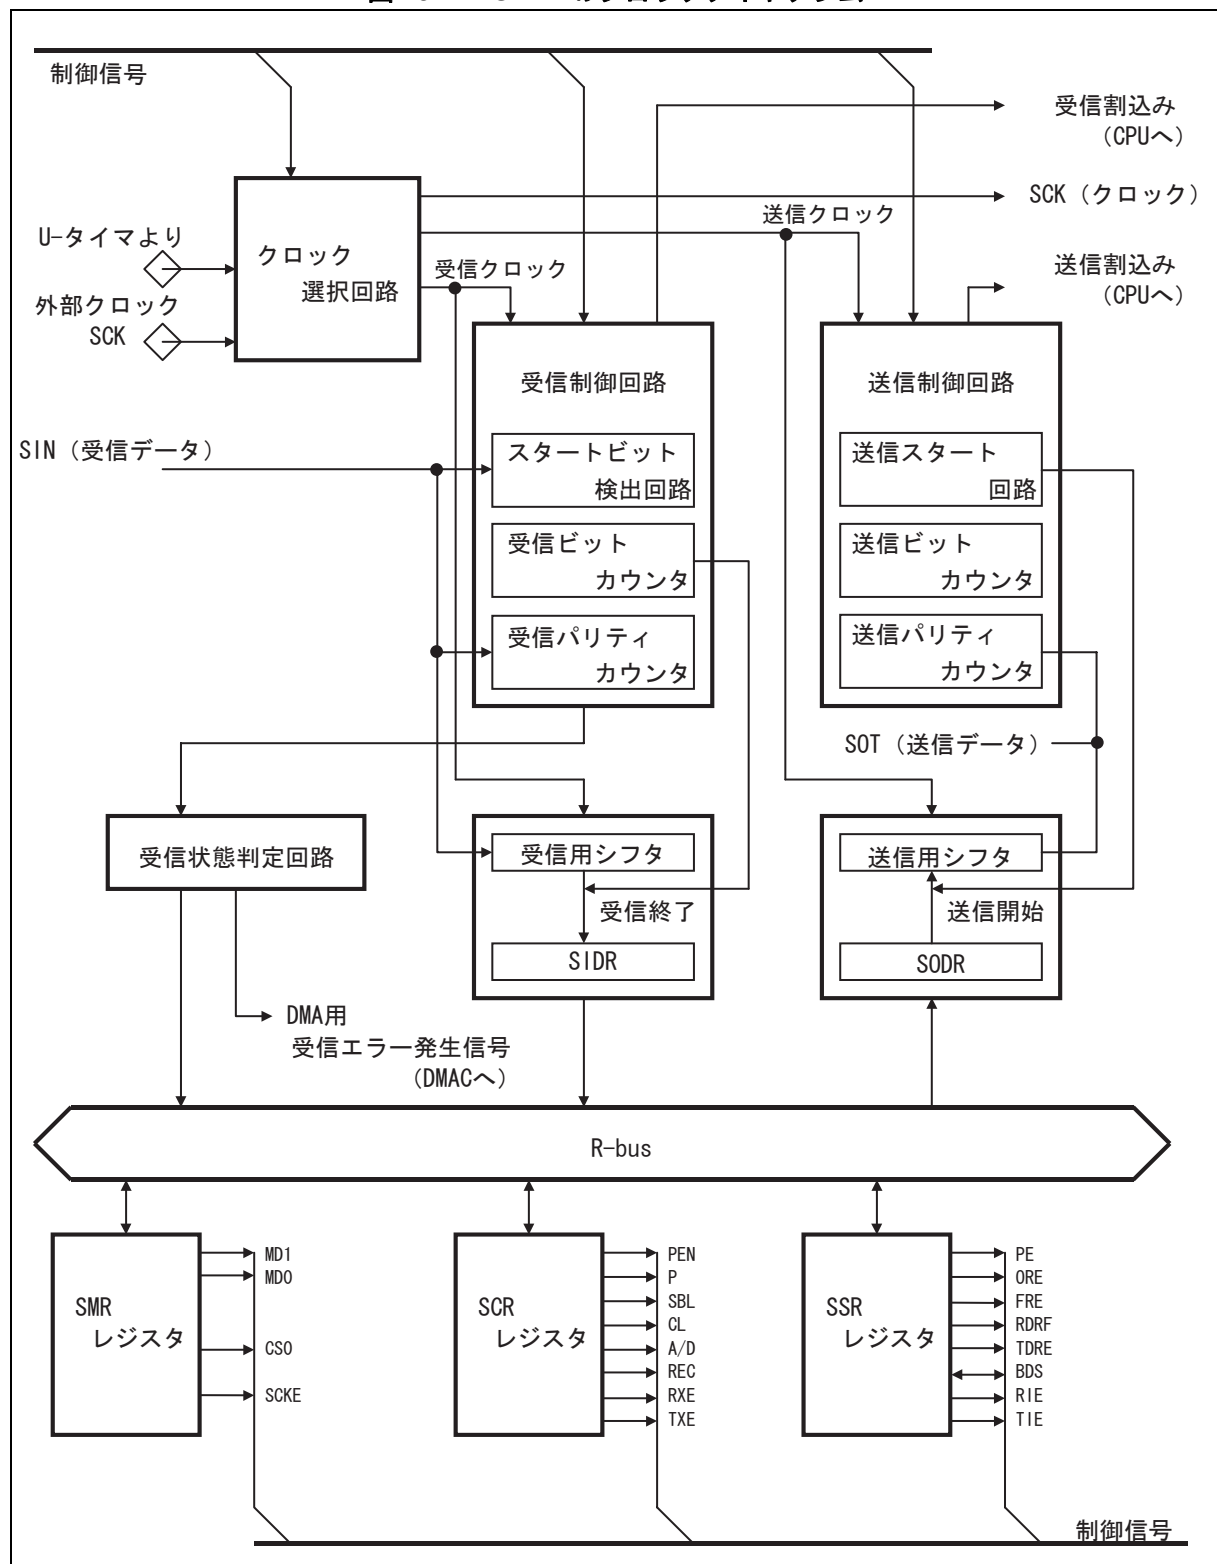 制御信号
受信割込み
(CPUへ)
SCK (クロック)
送信クロック
U-タイマより
クロック
選択回路
受信クロック
送信割込み
(CPUへ)
外部クロック
SCK
受信制御回路
送信制御回路
SIN (受信データ)
スタートビット
検出回路
送信スタート
回路
受信ビット
カウンタ
送信ビット
カウンタ
受信パリティ
カウンタ
送信パリティ
カウンタ
SOT (送信データ)
受信状態判定回路
受信用シフタ
送信用シフタ
受信終了
送信開始
SIDR
SODR
DMA用
受信エラー発生信号
(DMACへ)
R-bus
SMR
レジスタ
MD1
MD0
CS0
SCKE
SCR
レジスタ
PEN
P
SBL
CL
A/D
REC
RXE
TXE
SSR
レジスタ
PE
ORE
FRE
RDRF
TDRE
BDS
RIE
TIE
制御信号